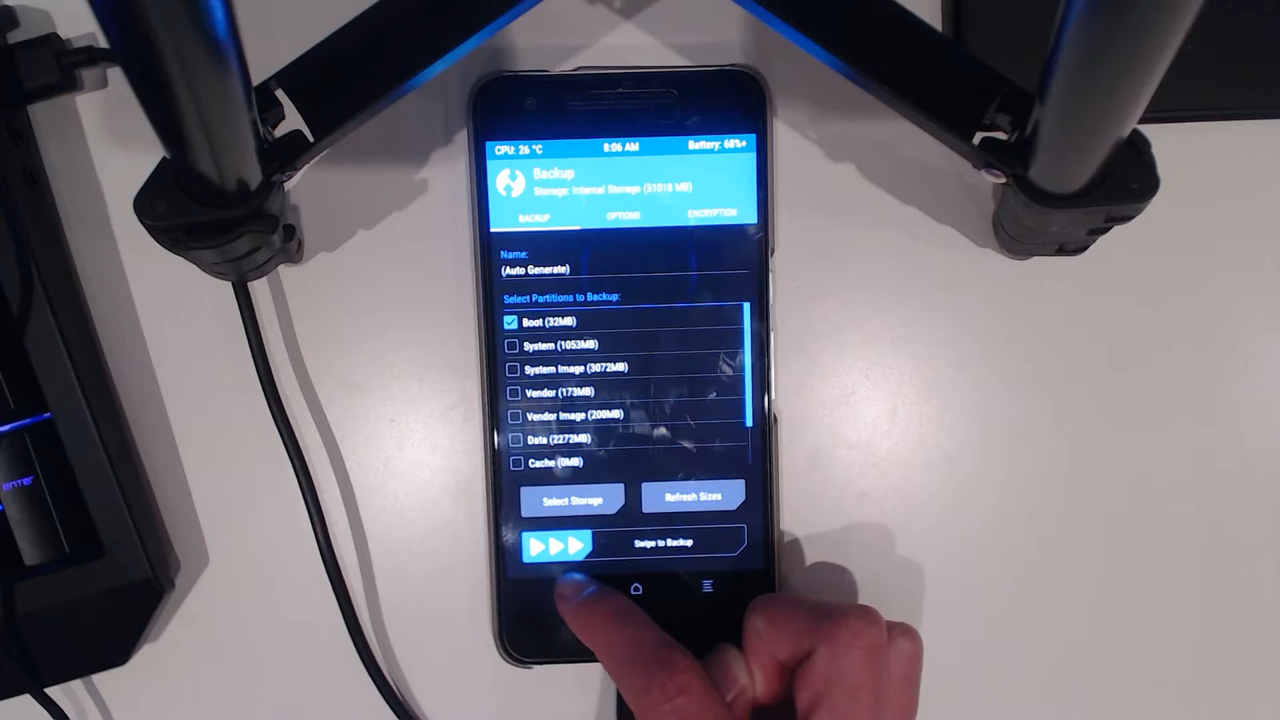 CPU: 26 °C 8:06 AM Battery: 68%+
Backup
Storage: Internal Storage (51018 MB)
BACKUP OPTIONS ENCRYPTION
Name:
(Auto Generate)
Select Partitions to Backup:
Boot (32MB)
System (1053MB)
System Image (3072MB)
Vendor (173MB)
Vendor Image (200MB)
Data (2272MB)
Cache (0MB)
Select Storage Refresh Sizes
Swipe to Backup
ENTER